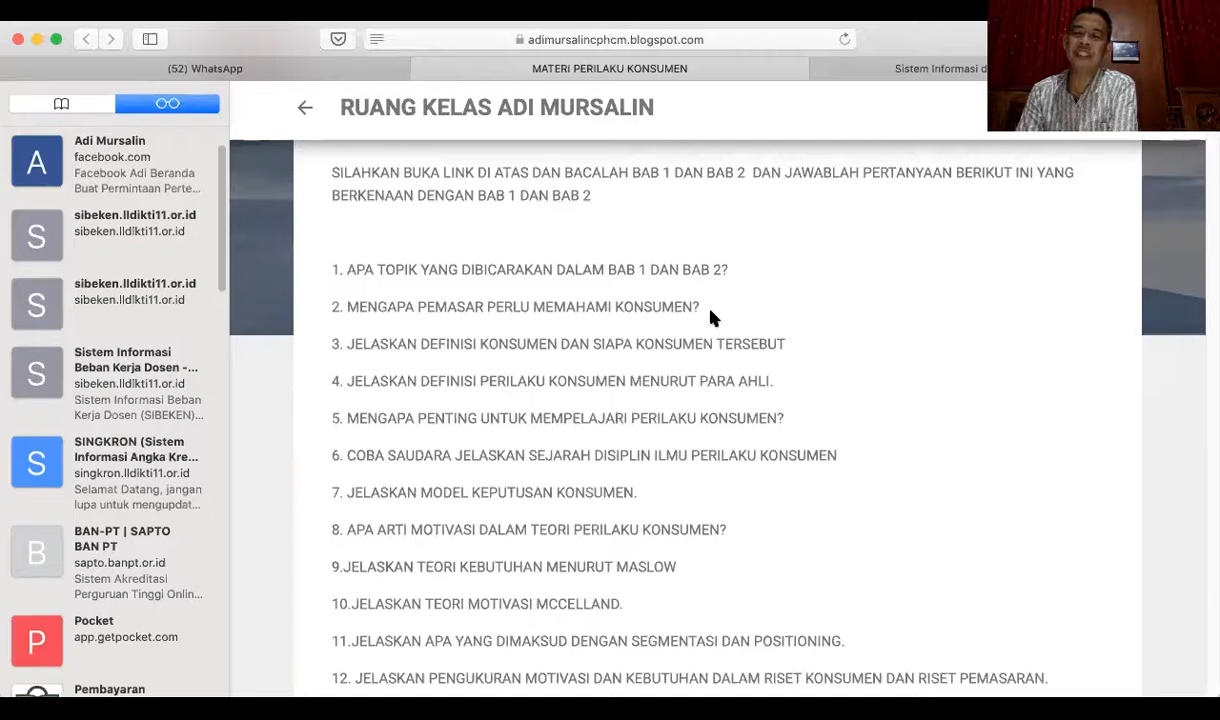 adimursalincphcm.blogspot.com
(52) WhatsApp
MATERI PERILAKU KONSUMEN
Sistem Informasi d
RUANG KELAS ADI MURSALIN
A
Adi Mursalin
facebook.com
Facebook Adi Beranda
Buat Permintaan Perte...
S
sibeken.lldikti11.or.id
sibeken.lldikti11.or.id
S
sibeken.lldikti11.or.id
sibeken.lldikti11.or.id
S
Sistem Informasi
Beban Kerja Dosen -...
sibeken.lldikti11.or.id
Sistem Informasi Beban
Kerja Dosen (SIBEKEN)...
S
SINGKRON (Sistem
Informasi Angka Kre...
singkron.lldikti11.or.id
Selamat Datang, jangan
lupa untuk mengupdat...
B
BAN-PT | SAPTO
BAN PT
sapto.banpt.or.id
Sistem Akreditasi
Perguruan Tinggi Onlin...
P
Pocket
app.getpocket.com
Pembayaran
SILAHKAN BUKA LINK DI ATAS DAN BACALAH BAB 1 DAN BAB 2 DAN JAWABLAH PERTANYAAN BERIKUT INI YANG
BERKENAAN DENGAN BAB 1 DAN BAB 2
1. APA TOPIK YANG DIBICARAKAN DALAM BAB 1 DAN BAB 2?
2. MENGAPA PEMASAR PERLU MEMAHAMI KONSUMEN?
3. JELASKAN DEFINISI KONSUMEN DAN SIAPA KONSUMEN TERSEBUT
4. JELASKAN DEFINISI PERILAKU KONSUMEN MENURUT PARA AHLI.
5. MENGAPA PENTING UNTUK MEMPELAJARI PERILAKU KONSUMEN?
6. COBA SAUDARA JELASKAN SEJARAH DISIPLIN ILMU PERILAKU KONSUMEN
7. JELASKAN MODEL KEPUTUSAN KONSUMEN.
8. APA ARTI MOTIVASI DALAM TEORI PERILAKU KONSUMEN?
9.JELASKAN TEORI KEBUTUHAN MENURUT MASLOW
10.JELASKAN TEORI MOTIVASI MCCELLAND.
11.JELASKAN APA YANG DIMAKSUD DENGAN SEGMENTASI DAN POSITIONING.
12. JELASKAN PENGUKURAN MOTIVASI DAN KEBUTUHAN DALAM RISET KONSUMEN DAN RISET PEMASARAN.